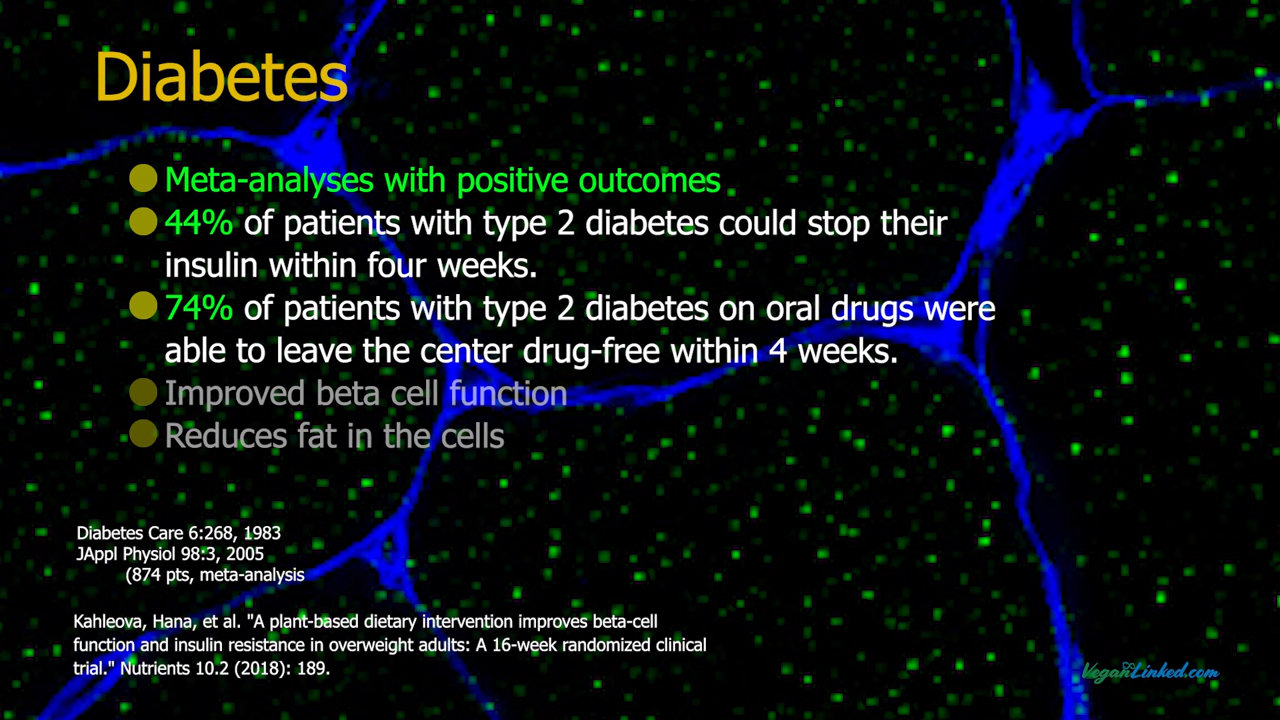 Diabetes
Meta-analyses with positive outcomes
44% of patients with type 2 diabetes could stop their
insulin within four weeks.
74% of patients with type 2 diabetes on oral drugs were
able to leave the center drug-free within 4 weeks.
Improved beta cell function
Reduces fat in the cells
Diabetes Care 6:268, 1983
JAppl Physiol 98:3, 2005
(874 pts, meta-analysis
Kahleova, Hana, et al. "A plant-based dietary intervention improves beta-cell
function and insulin resistance in overweight adults: A 16-week randomized clinical
trial." Nutrients 10.2 (2018): 189.
VeganLinked.com